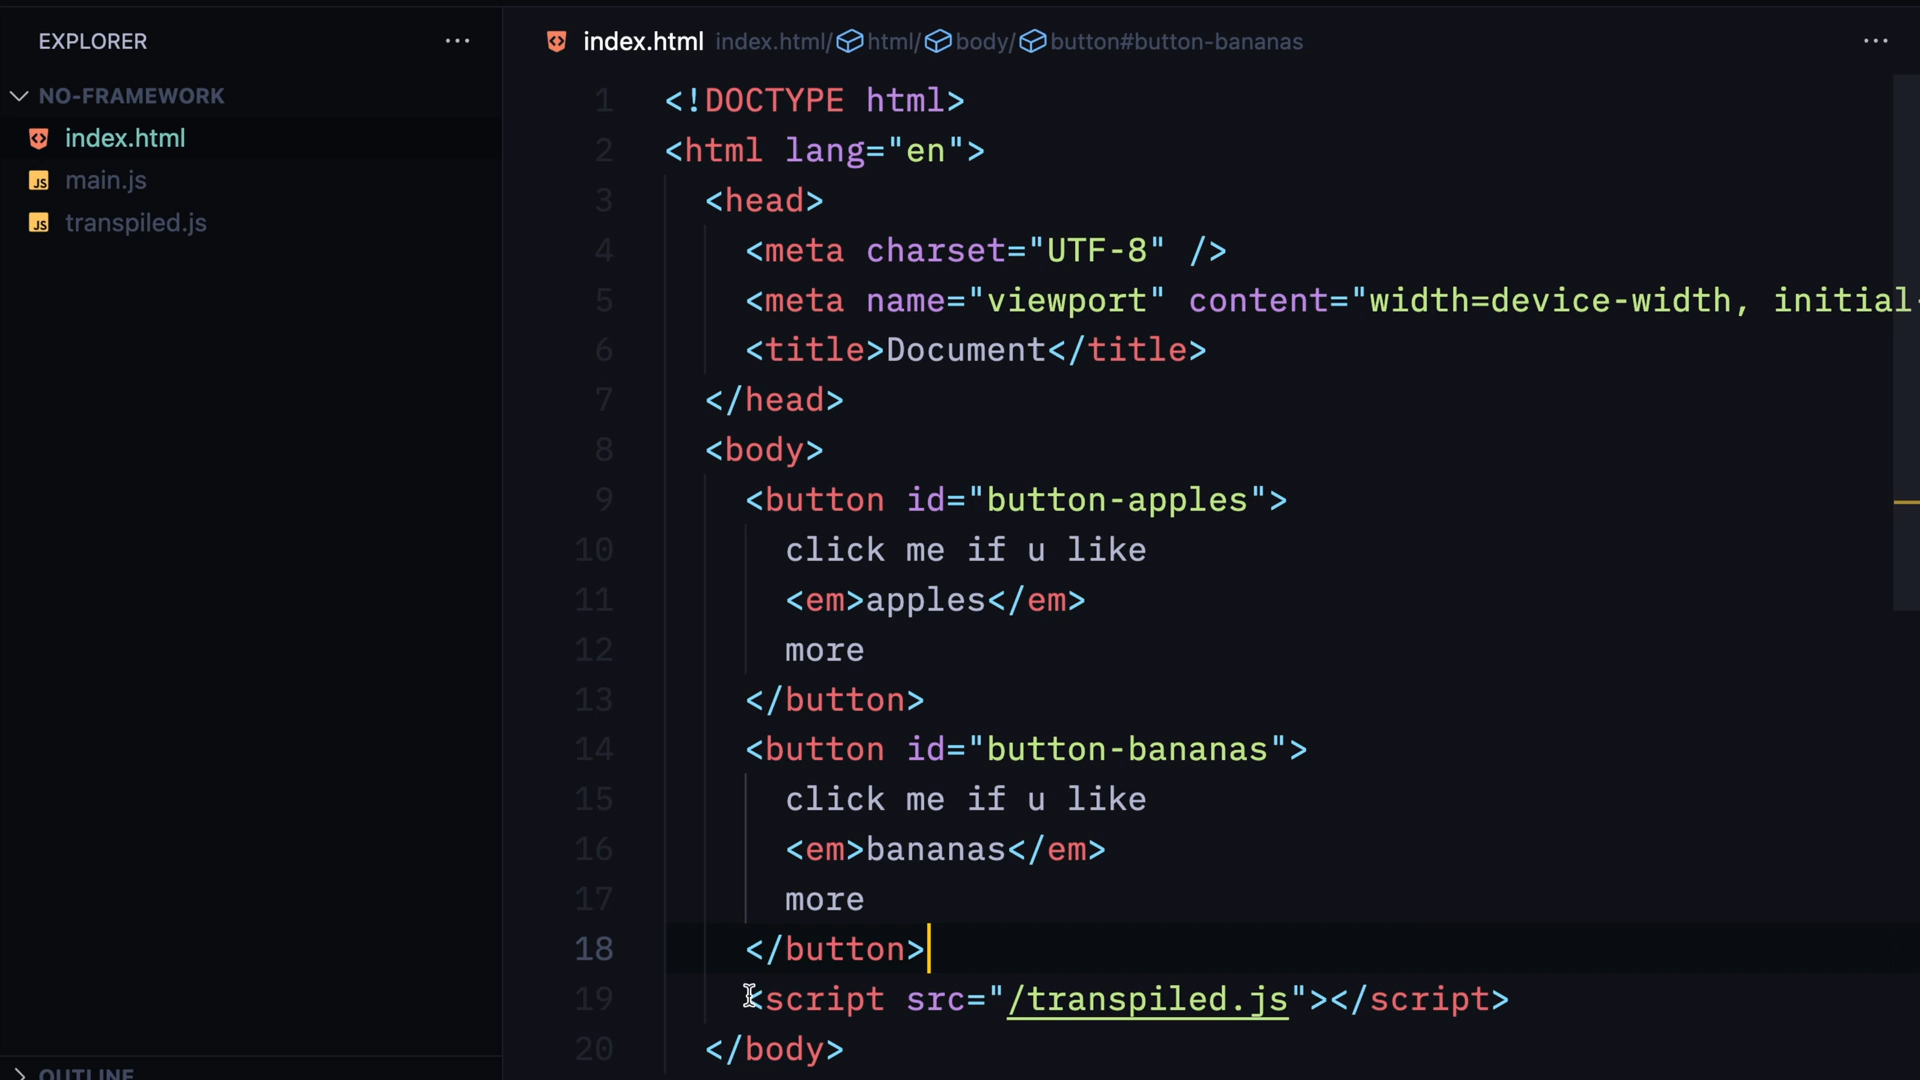 EXPLORER
NO-FRAMEWORK
index.html
main.js
transpiled.js
OUTLINE
index.html index.html/ html/ body/ button#button-bananas
1 <!DOCTYPE html>
2 <html lang="en">
3 <head>
4 <meta charset="UTF-8" />
5 <meta name="viewport" content="width=device-width, initial-
6 <title>Document</title>
7 </head>
8 <body>
9 <button id="button-apples">
10 click me if u like
11 <em>apples</em>
12 more
13 </button>
14 <button id="button-bananas">
15 click me if u like
16 <em>bananas</em>
17 more
18 </button>
19 <script src="/transpiled.js"></script>
20 </body>